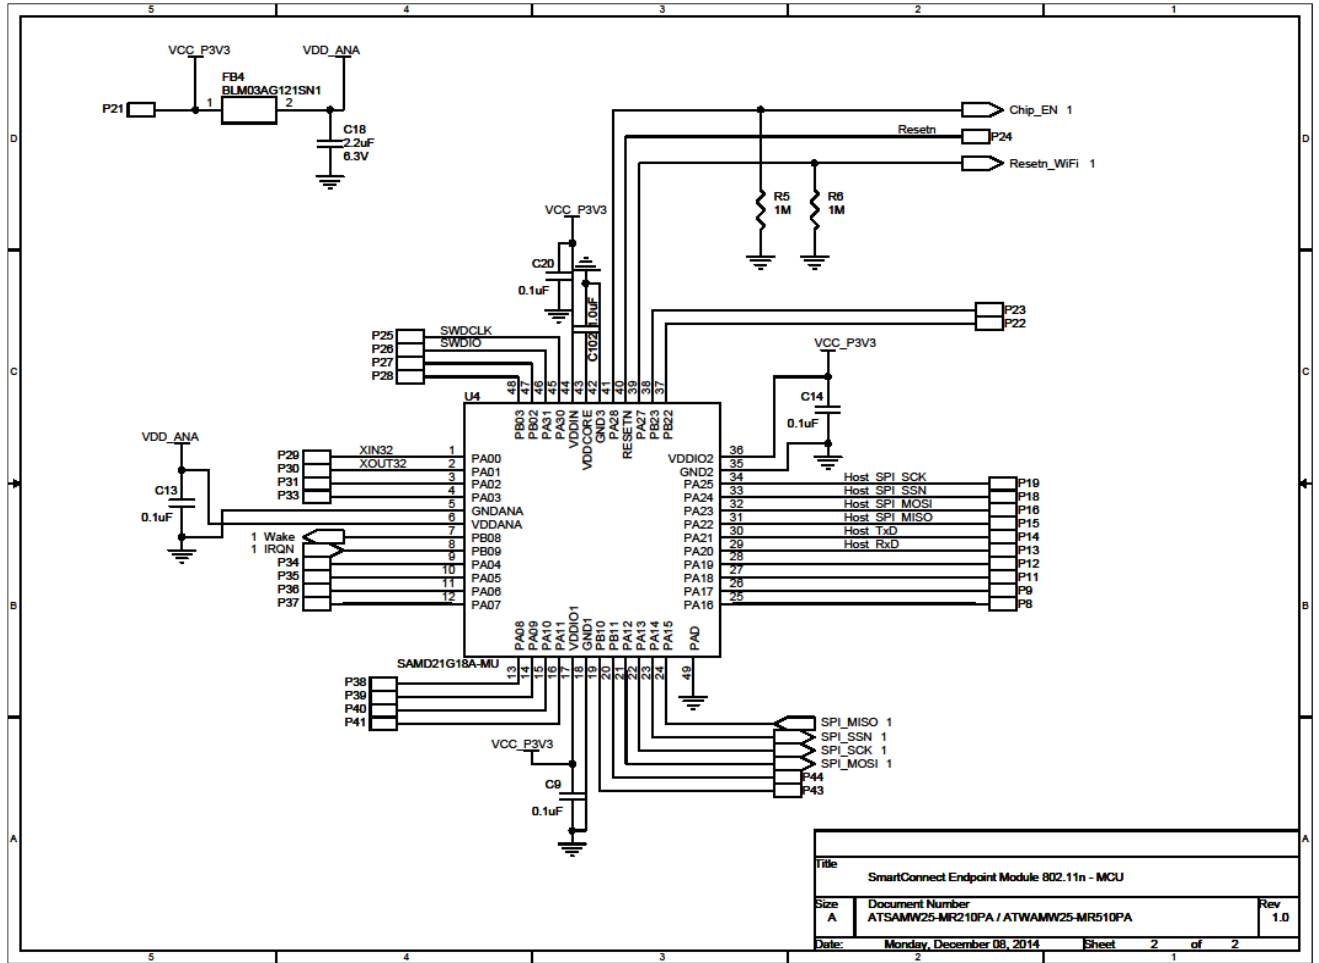 5 4 3 2 1
D
C
B
A
VCC_P3V3
VDD_ANA
FB4
BLM03AG121SN1
P21
1 2
C18
2.2uF
6.3V
Chip_EN 1
Resetn
P24
Resetn_WiFi 1
R5
1M
R6
1M
VCC_P3V3
C20
0.1uF
C102 1.0uF
P23
P22
P25 SWDCLK
P26 SWDIO
P27
P28
VCC_P3V3
C14
0.1uF
U4
48 47 46 45 44 43 42 41 40 39 38 37
PB03 PB02 PA31 PA30 VDDIN VDDCORE GND3 PA28 RESETN PA27 PB23 PB22
VDD_ANA
C13
0.1uF
P29 XIN32 1 PA00
P30 XOUT32 2 PA01
P31 3 PA02
P33 4 PA03
5 GNDANA
6 VDDANA
1 Wake 7 PB08
1 IRQN 8 PB09
P34 9 PA04
P35 10 PA05
P36 11 PA06
P37 12 PA07
VDDIO2 36
GND2 35
PA25 34 Host_SPI_SCK P19
PA24 33 Host_SPI_SSN P18
PA23 32 Host_SPI_MOSI P16
PA22 31 Host_SPI_MISO P15
PA21 30 Host_TxD P14
PA20 29 Host_RxD P13
PA19 28 P12
PA18 27 P11
PA17 26 P9
PA16 25 P8
PA08 PA09 PA10 PA11 VDDIO1 GND1 PB10 PB11 PA12 PA13 PA14 PA15 PAD
SAMD21G18A-MU
13 14 15 16 17 18 19 20 21 22 23 24 49
P38
P39
P40
P41
VCC_P3V3
C9
0.1uF
SPI_MISO 1
SPI_SSN 1
SPI_SCK 1
SPI_MOSI 1
P44
P43
Title
SmartConnect Endpoint Module 802.11n - MCU
Size
A
Document Number
ATSAMW25-MR210PA / ATWAMW25-MR510PA
Rev
1.0
Date: Monday, December 08, 2014 Sheet 2 of 2
D
C
B
A
5 4 3 2 1